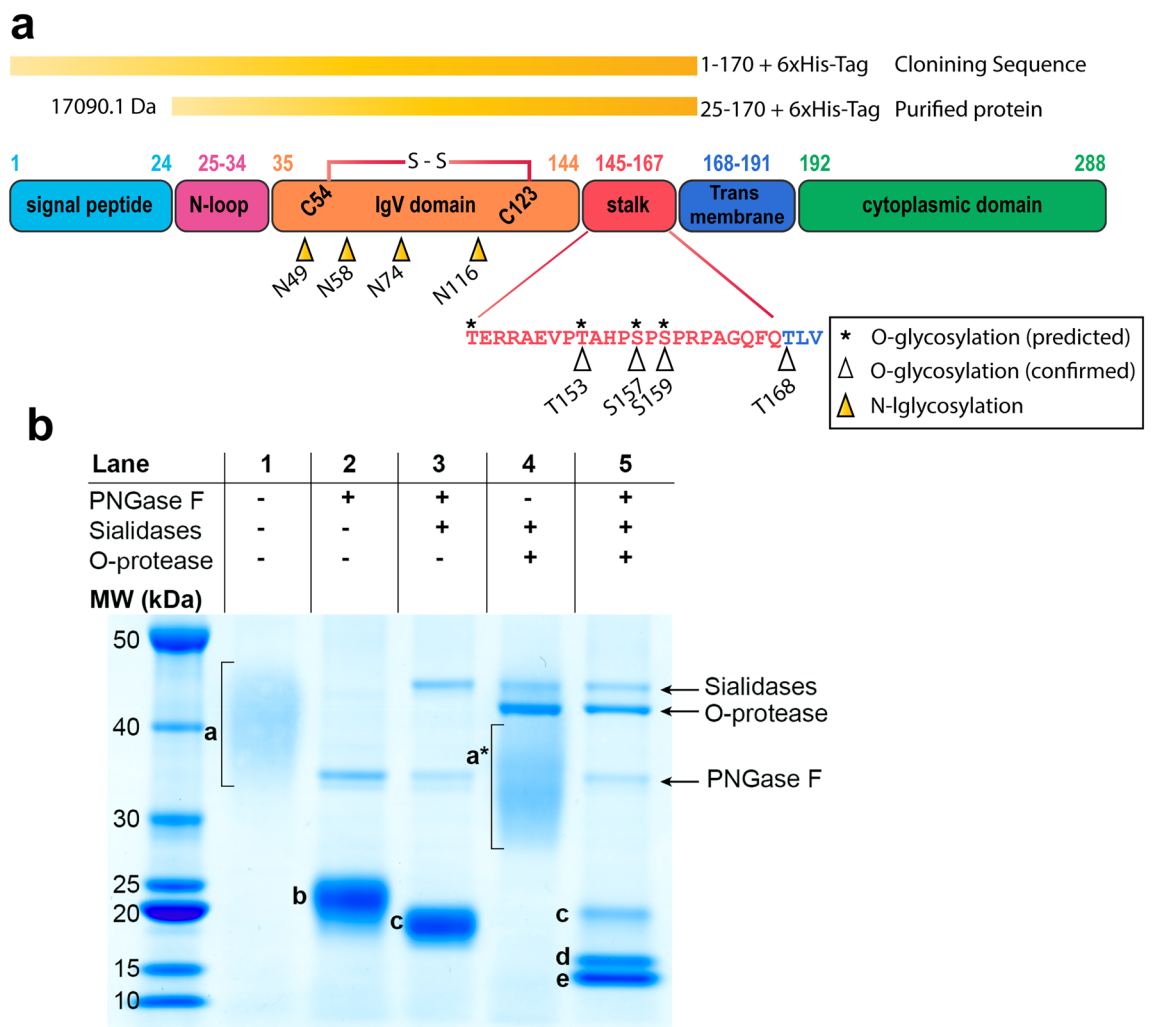 a
1-170 + 6xHis-Tag Clonining Sequence
17090.1 Da 25-170 + 6xHis-Tag Purified protein
1 24 25-34 35 S - S 144 145-167 168-191 192 288
signal peptide N-loop C54 IgV domain C123 stalk Trans membrane cytoplasmic domain
N49 N58 N74 N116
* * * *
TERRAEVPTAHPSPSPRPAGQFQTLV
T153 S157 S159 T168
* O-glycosylation (predicted)
O-glycosylation (confirmed)
N-lglycosylation
b
Lane 1 2 3 4 5
PNGase F - + + - +
Sialidases - - + + +
O-protease - - - + +
MW (kDa)
50
Sialidases
O-protease
40
a
a*
PNGase F
30
25
b
20
c
c
15
d
e
10